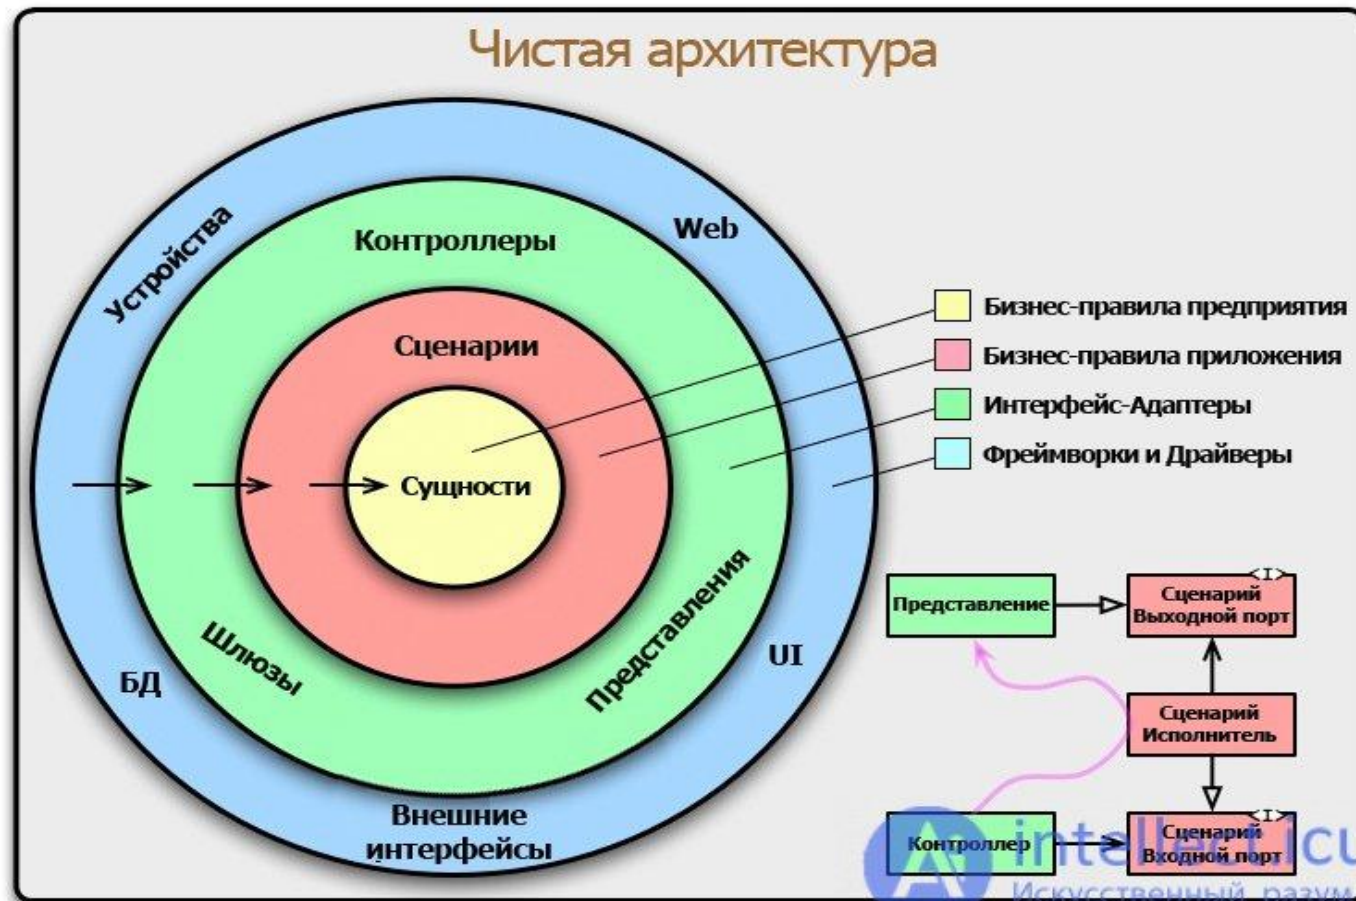 Чистая архитектура
Устройства
Web
Контроллеры
Сценарии
Сущности
Шлюзы
Представления
БД
UI
Внешние
интерфейсы
Бизнес-правила предприятия
Бизнес-правила приложения
Интерфейс-Адаптеры
Фреймворки и Драйверы
Представление
<I>
Сценарий
Выходной порт
Сценарий
Исполнитель
Контроллер
<I>
Сценарий
Входной порт
intellect.icu
Искусственный разум